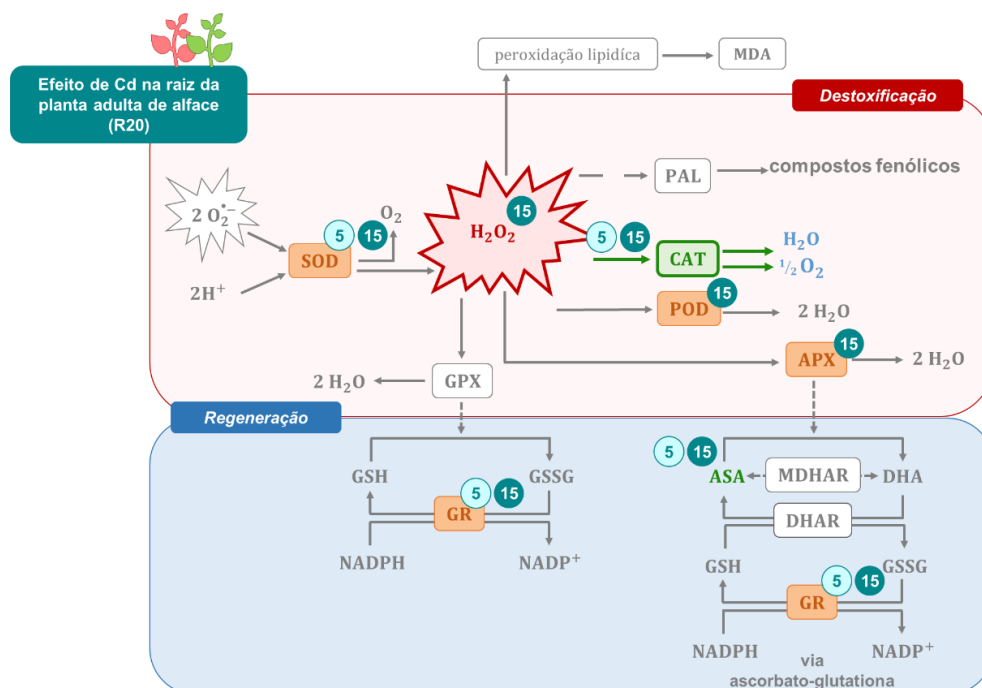 peroxidação lipidíca
MDA
Efeito de Cd na raiz da
planta adulta de alface
(R20)
Destoxificação
PAL
compostos fenólicos
2 O₂•−
5
15
O₂
SOD
2H⁺
H₂O₂
15
5
15
CAT
H₂O
½ O₂
15
POD
2 H₂O
15
APX
2 H₂O
2 H₂O
GPX
Regeneração
GSH
GSSG
5
15
GR
NADPH
NADP⁺
5
15
ASA
MDHAR
DHA
DHAR
GSH
GSSG
5
15
GR
NADPH
NADP⁺
via
ascorbato-glutationa